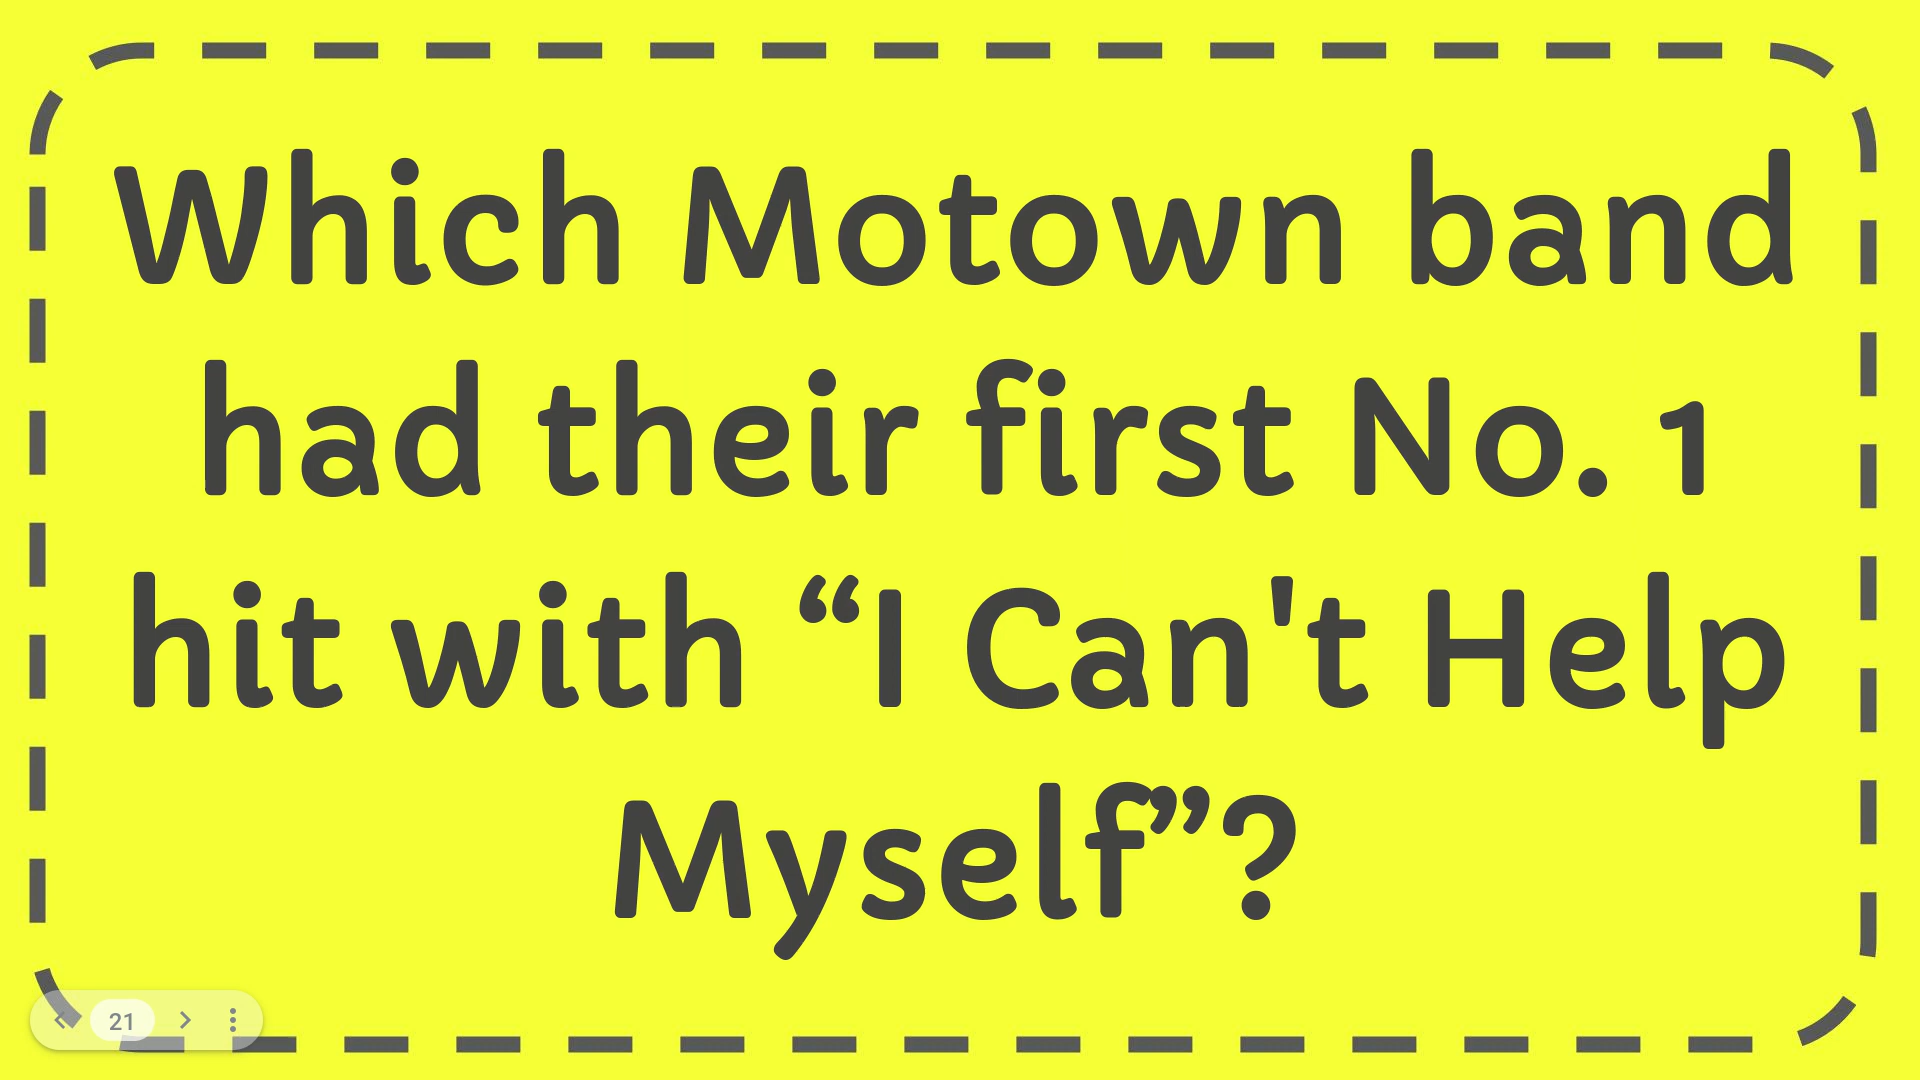 Which Motown band
had their first No. 1
hit with “I Can't Help
Myself”?
21